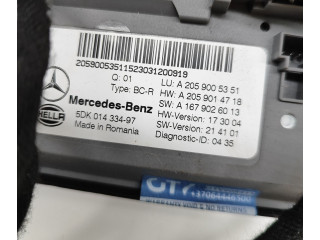 20590053511523031200919
Q: 01
Type: BC-R
LU: A 205 900 53 51
HW: A 205 901 47 18
SW: A 167 902 60 13
HW-Version: 17 30 04
SW-Version: 21 41 01
Diagnostic-ID: 04 35
Mercedes-Benz
5DK 014 334-97
Made in Romania
HELLA